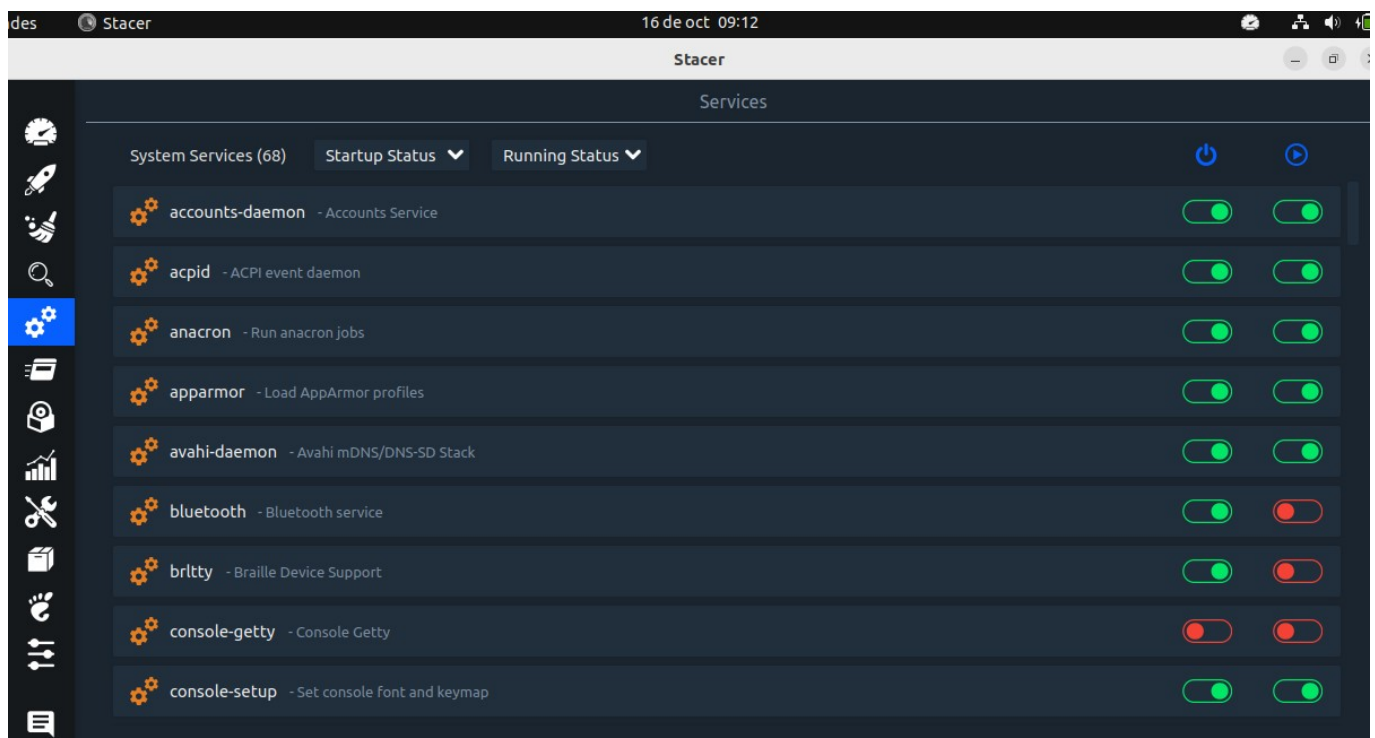 des Stacer 16 de oct 09:12
Stacer
Services
System Services (68) Startup Status Running Status
accounts-daemon - Accounts Service
acpid - ACPI event daemon
anacron - Run anacron jobs
apparmor - Load AppArmor profiles
avahi-daemon - Avahi mDNS/DNS-SD Stack
bluetooth - Bluetooth service
brltty - Braille Device Support
console-getty - Console Getty
console-setup - Set console font and keymap